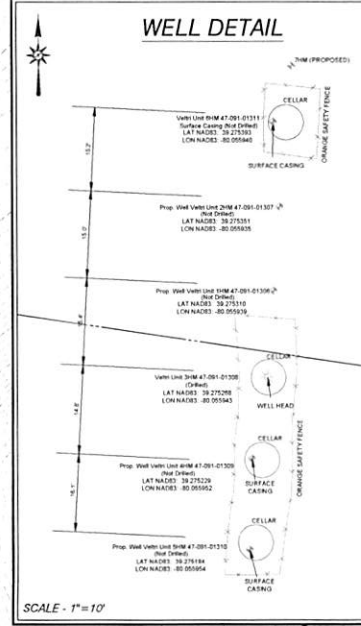 WELL DETAIL
7HM (PROPOSED)
CELLAR
Veltri Unit 6HM 47-091-01311
Surface Casing (Not Drilled)
LAT NAD83: 39.275393
LON NAD83: -80.055940
ORANGE SAFETY FENCE
SURFACE CASING
Prop. Well Veltri Unit 2HM 47-091-01307
(Not Drilled)
LAT NAD83: 39.275351
LON NAD83: -80.055935
15.0'
Prop. Well Veltri Unit 1HM 47-091-01306
(Not Drilled)
LAT NAD83: 39.275310
LON NAD83: -80.055939
CELLAR
Veltri Unit 3HM 47-091-01308
(Drilled)
LAT NAD83: 39.275268
LON NAD83: -80.055943
WELL HEAD
14.8'
CELLAR
ORANGE SAFETY FENCE
Prop. Well Veltri Unit 4HM 47-091-01309
(Not Drilled)
LAT NAD83: 39.275229
LON NAD83: -80.055952
SURFACE
CASING
CELLAR
Prop. Well Veltri Unit 5HM 47-091-01310
(Not Drilled)
LAT NAD83: 39.275184
LON NAD83: -80.055954
SURFACE
CASING
SCALE - 1"=10'